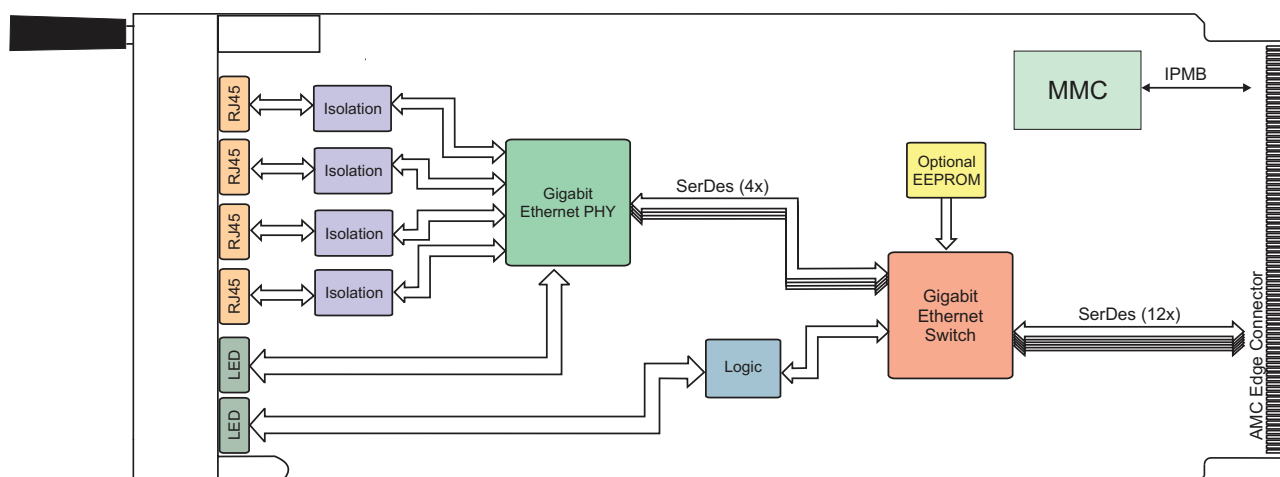 MMC
IPMB
RJ45
Isolation
RJ45
Isolation
RJ45
Isolation
RJ45
Isolation
Gigabit
Ethernet PHY
SerDes (4x)
Optional
EEPROM
Gigabit
Ethernet
Switch
SerDes (12x)
AMC Edge Connector
LED
Logic
LED